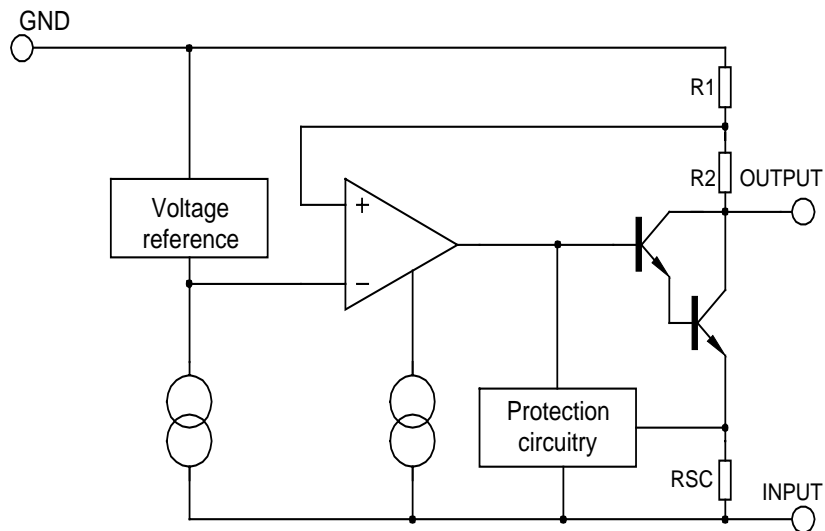 GND
R1
R2
OUTPUT
Voltage
reference
+
−
Protection
circuitry
RSC
INPUT